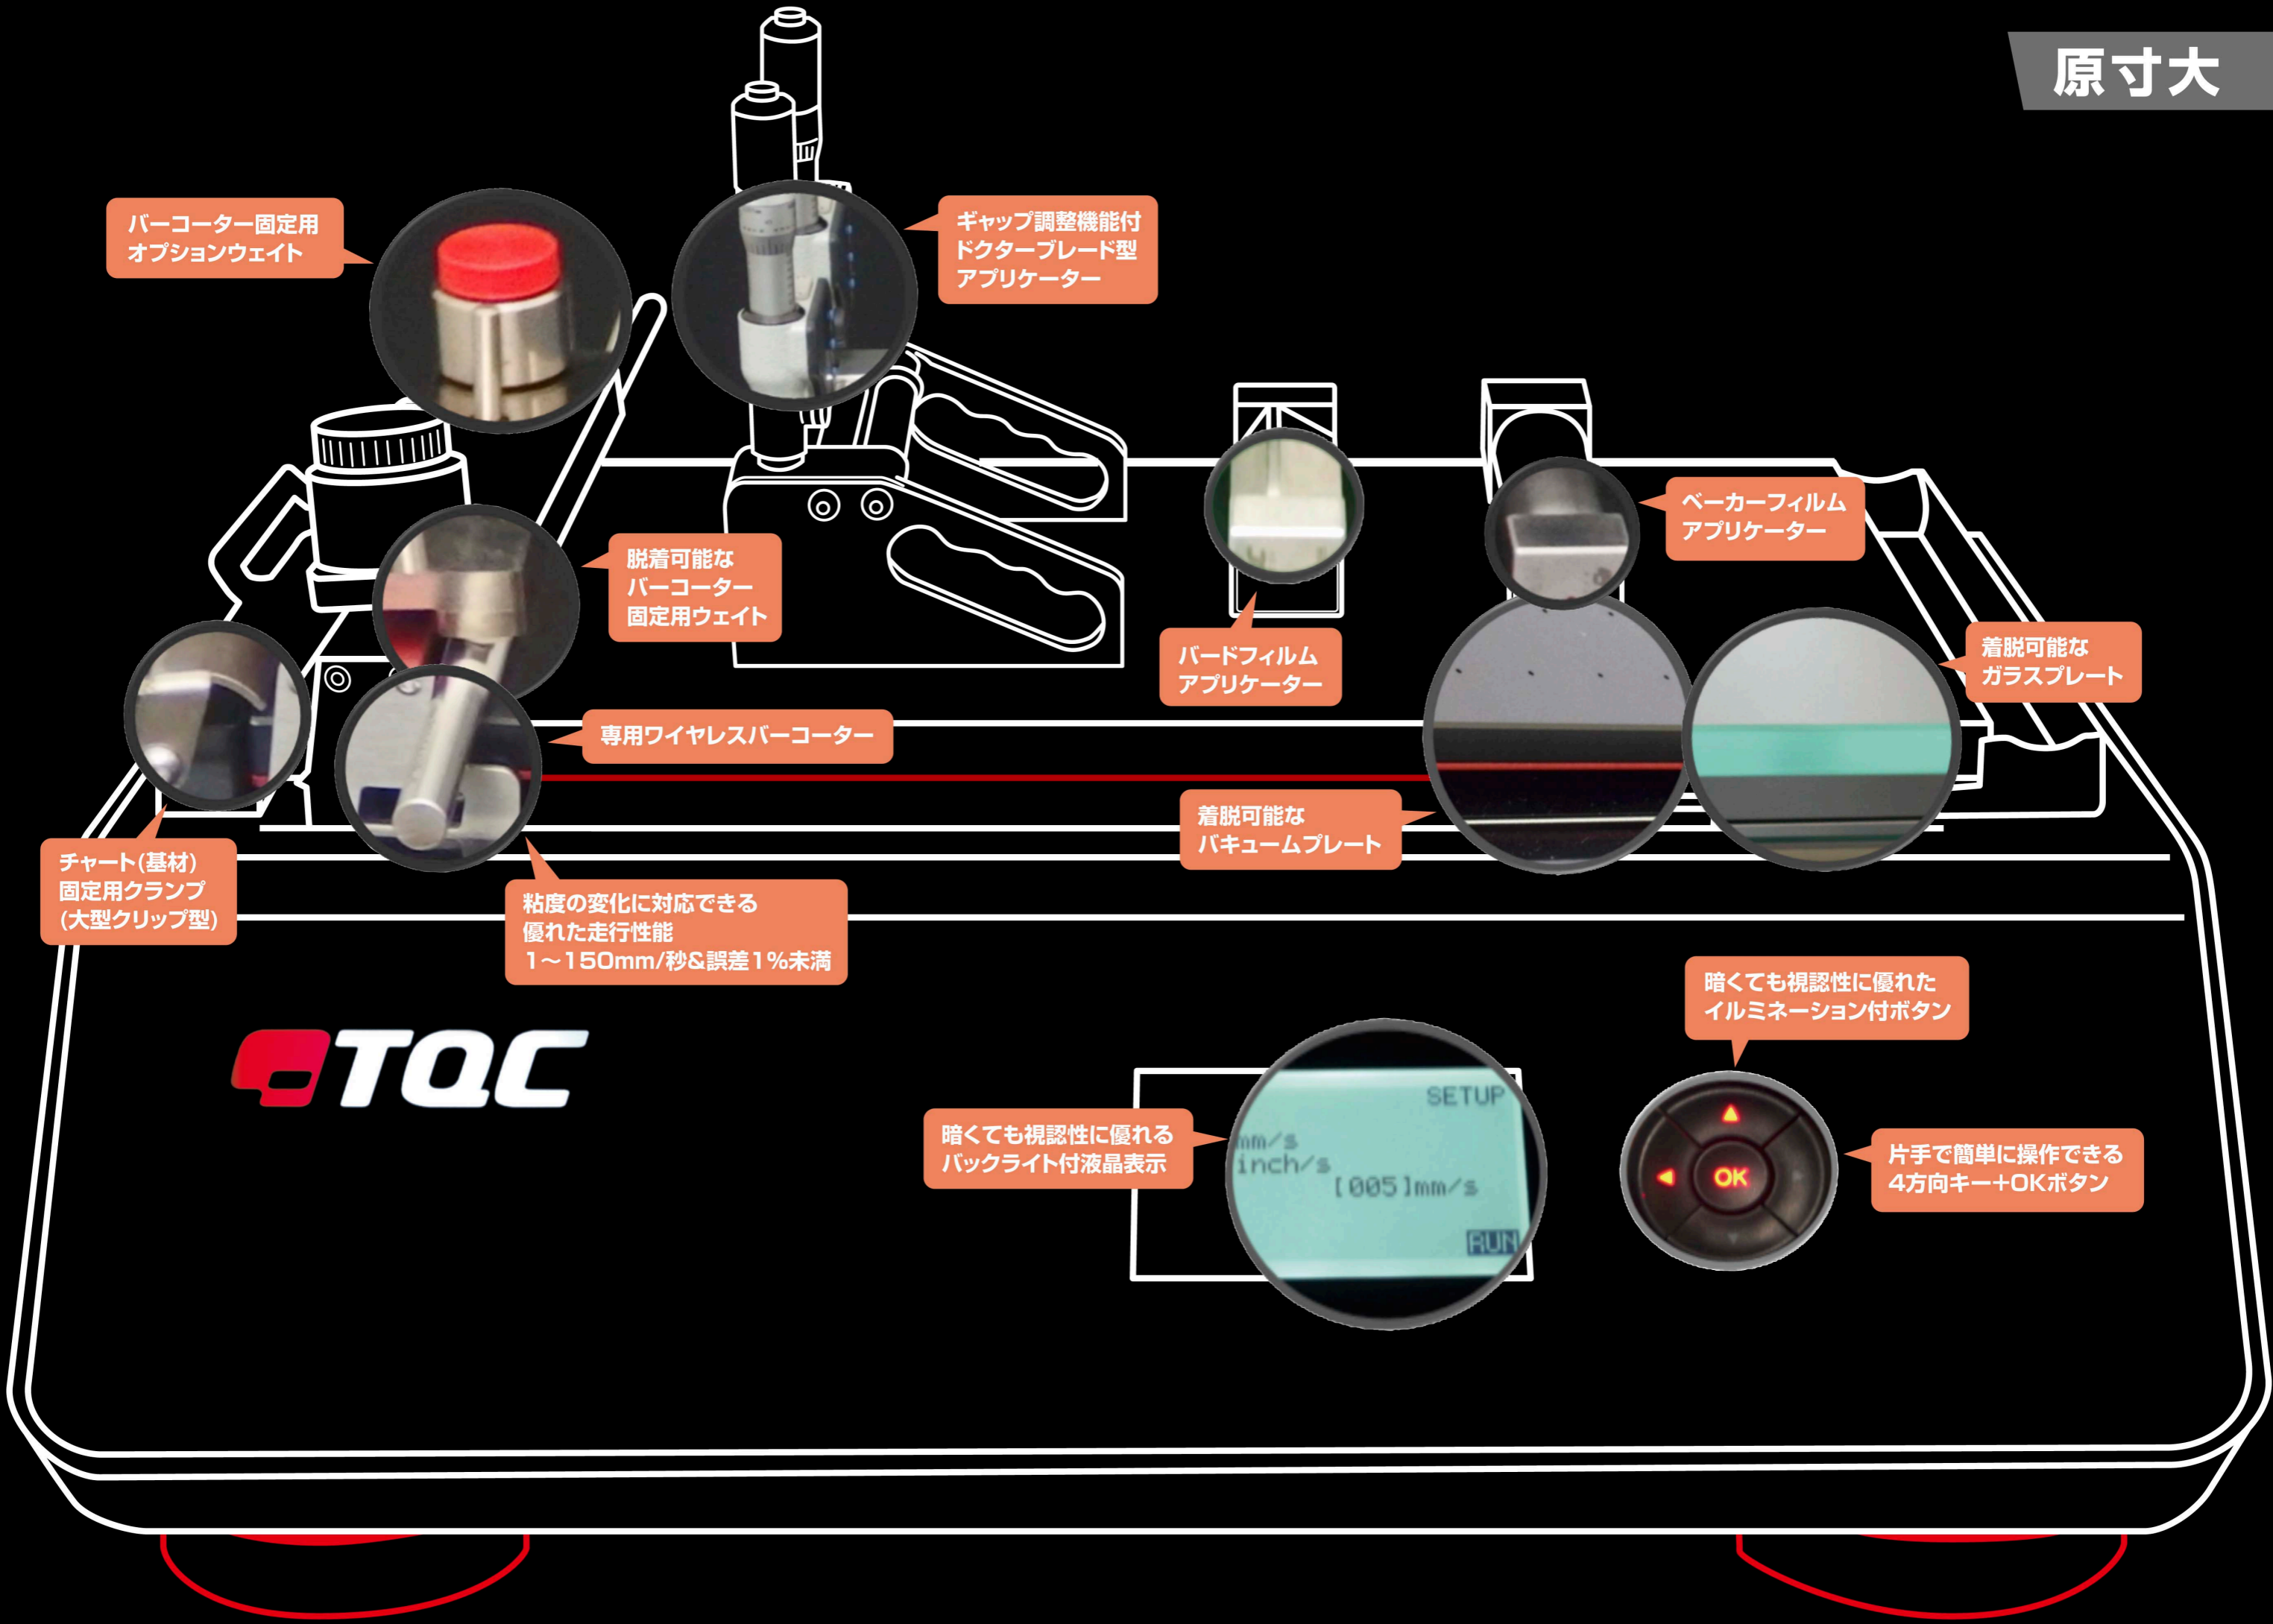 原寸大
バーコーター固定用
オプションウェイト
ギャップ調整機能付
ドクターブレード型
アプリケーター
ベーカーフィルム
アプリケーター
脱着可能な
バーコーター
固定用ウェイト
バードフィルム
アプリケーター
着脱可能な
ガラスプレート
専用ワイヤレスバーコーター
着脱可能な
バキュームプレート
チャート(基材)
固定用クランプ
(大型クリップ型)
粘度の変化に対応できる
優れた走行性能
1〜150mm/秒&誤差1%未満
暗くても視認性に優れた
イルミネーション付ボタン
TQC
暗くても視認性に優れる
バックライト付液晶表示
SETUP
mm/s
inch/s
[005]mm/s
RUN
OK
片手で簡単に操作できる
4方向キー+OKボタン